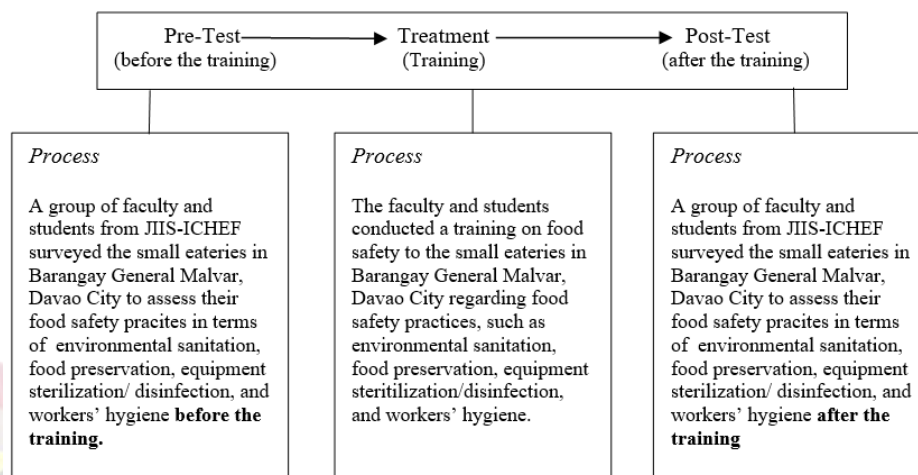 Pre-Test
(before the training)
Treatment
(Training)
Post-Test
(after the training)
Process
A group of faculty and
students from JIIS-ICHEF
surveyed the small eateries in
Barangay General Malvar,
Davao City to assess their
food safety pracites in terms
of environmental sanitation,
food preservation, equipment
sterilization/ disinfection, and
workers’ hygiene before the
training.
Process
The faculty and students
conducted a training on food
safety to the small eateries in
Barangay General Malvar,
Davao City regarding food
safety practices, such as
environmental sanitation,
food preservation, equipment
steritilization/disinfection,
and workers’ hygiene.
Process
A group of faculty and
students from JIIS-ICHEF
surveyed the small eateries in
Barangay General Malvar,
Davao City to assess their
food safety pracites in terms
of environmental sanitation,
food preservation, equipment
sterilization/ disinfection, and
workers’ hygiene after the
training